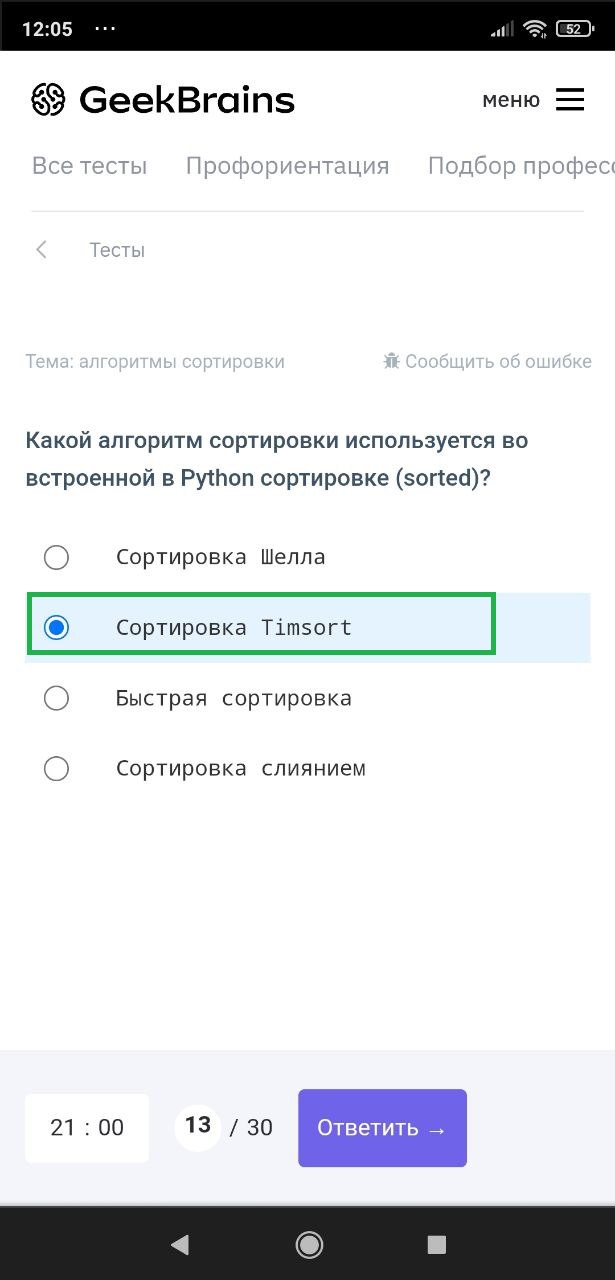 12:05 ... 52
GeekBrains меню
Все тесты Профориентация Подбор професс
Тесты
Тема: алгоритмы сортировки Сообщить об ошибке
Какой алгоритм сортировки используется во
встроенной в Python сортировке (sorted)?
Сортировка Шелла
Сортировка Timsort
Быстрая сортировка
Сортировка слиянием
21 : 00 13 / 30 Ответить →